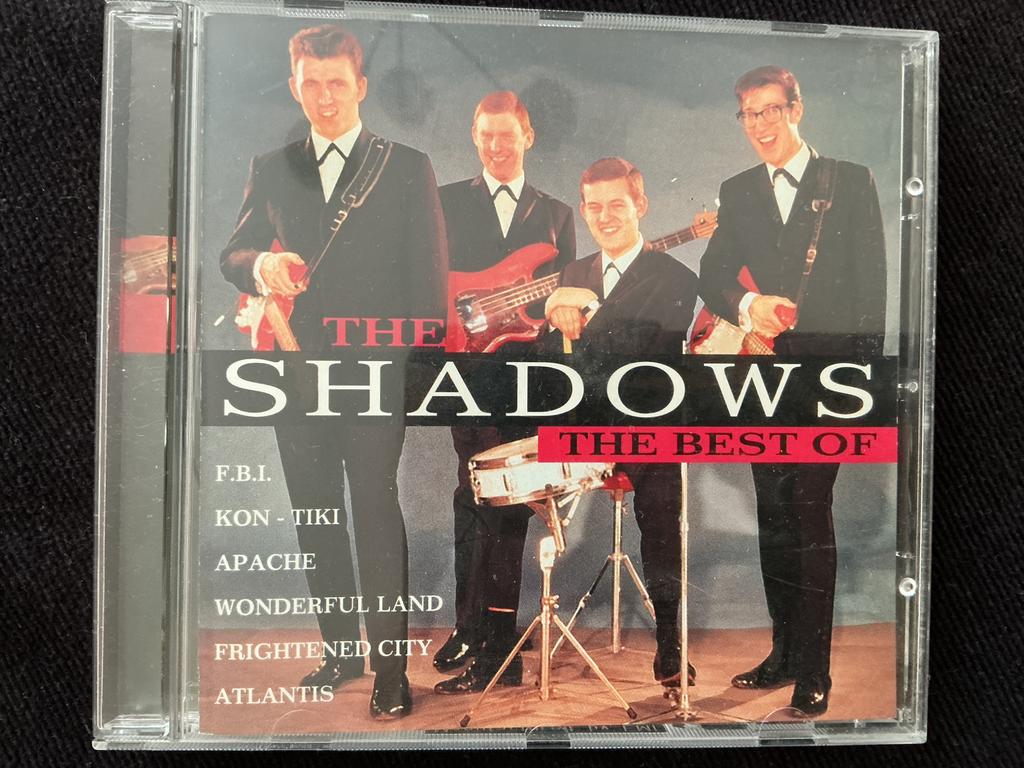 THE
SHADOWS
THE BEST OF
F.B.I.
KON - TIKI
APACHE
WONDERFUL LAND
FRIGHTENED CITY
ATLANTIS